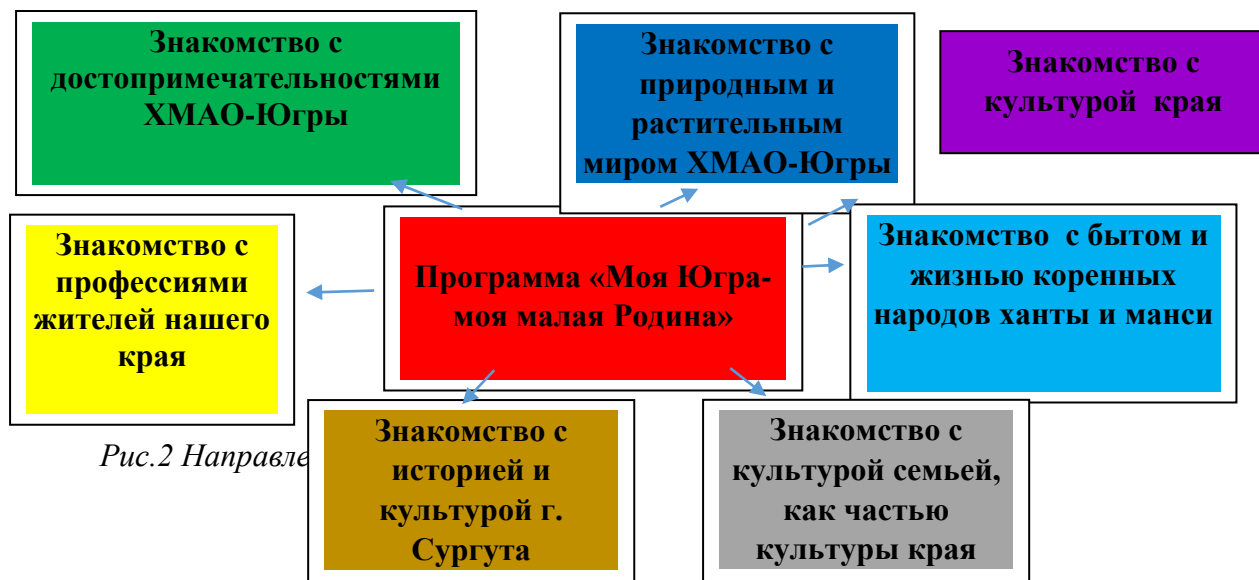 Знакомство с
достопримечательностями
ХМАО-Югры
Знакомство с
природным и
растительным
миром ХМАО-Югры
Знакомство с
культурой края
Знакомство с
профессиями
жителей нашего
края
Программа «Моя Югра-
моя малая Родина»
Знакомство с бытом и
жизнью коренных
народов ханты и манси
Рис.2 Направле
Знакомство с
историей и
культурой г.
Сургута
Знакомство с
культурой семьей,
как частью
культуры края